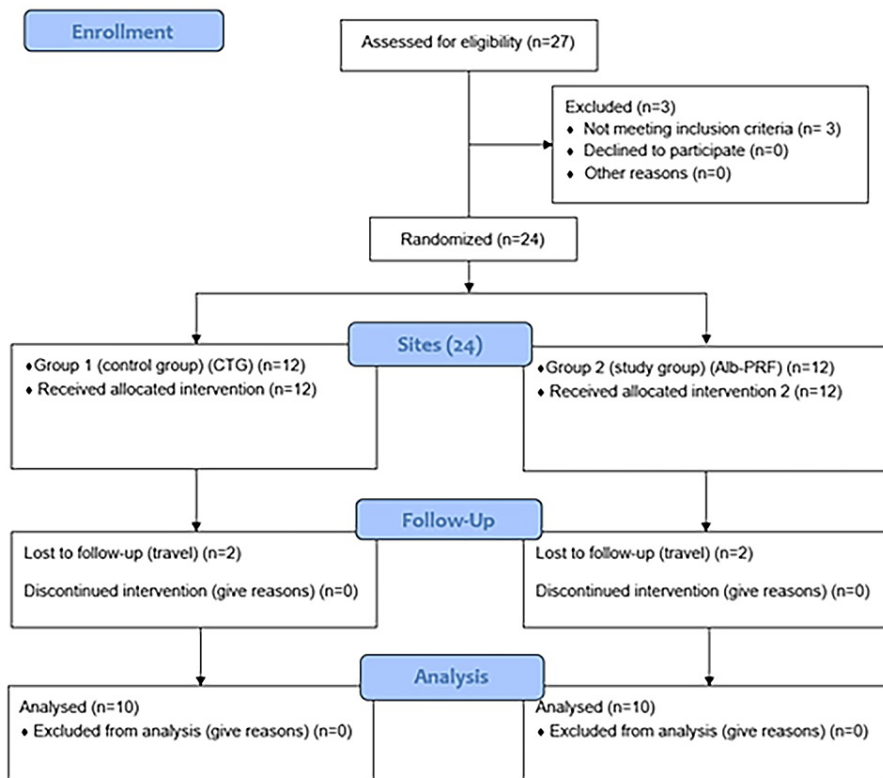 Enrollment
Assessed for eligibility (n=27)
Excluded (n=3)
♦ Not meeting inclusion criteria (n= 3)
♦ Declined to participate (n=0)
♦ Other reasons (n=0)
Randomized (n=24)
Sites (24)
♦Group 1 (control group) (CTG) (n=12)
♦ Received allocated intervention (n=12)
♦Group 2 (study group) (Alb-PRF) (n=12)
♦ Received allocated intervention 2 (n=12)
Follow-Up
Lost to follow-up (travel) (n=2)
Discontinued intervention (give reasons) (n=0)
Lost to follow-up (travel) (n=2)
Discontinued intervention (give reasons) (n=0)
Analysis
Analysed (n=10)
♦ Excluded from analysis (give reasons) (n=0)
Analysed (n=10)
♦ Excluded from analysis (give reasons) (n=0)